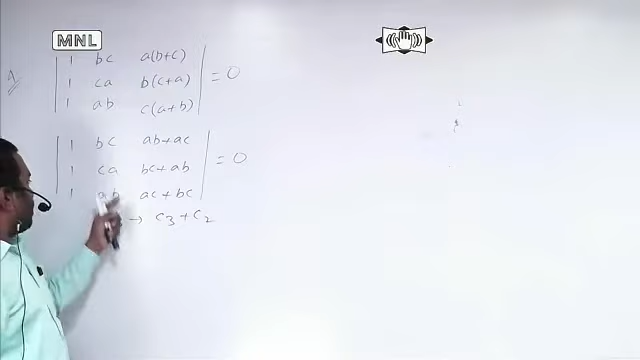 MNL
1 bc a(b+c)
1 ca b(c+a) = 0
1 ab c(a+b)
1 bc ab+ac
1 ca bc+ab = 0
1 ab ac+bc
→ c3+c2